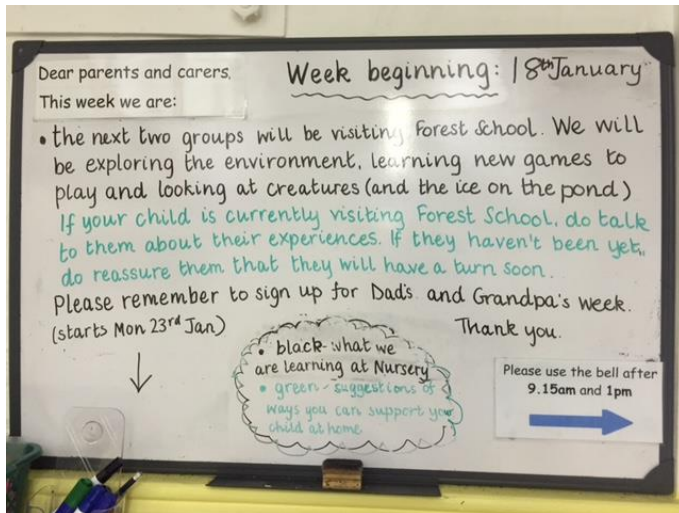 Dear parents and carers,
This week we are:
Week beginning: 18th January
• the next two groups will be visiting Forest School. We will
be exploring the environment, learning new games to
play and looking at creatures (and the ice on the pond)
If your child is currently visiting Forest School, do talk
to them about their experiences. If they haven't been yet,
do reassure them that they will have a turn soon.
Please remember to sign up for Dad's and Grandpa's week.
(starts Mon 23rd Jan)
Thank you.
• black - what we
are learning at Nursery
• green - suggestions of
ways you can support your
child at home
Please use the bell after
9.15am and 1pm